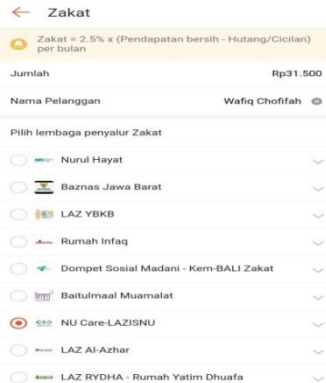 Zakat
Zakat = 2.5% x (Pendapatan bersih - Hutang/Cicilan)
per bulan
Jumlah Rp31.500
Nama Pelanggan Wafiq Chofifah
Pilih lembaga penyalur Zakat
Nurul Hayat
Baznas Jawa Barat
LAZ YBKB
Rumah Infaq
Dompet Sosial Madani - Kem-BALI Zakat
Baitulmaal Muamalat
NU Care-LAZISNU
LAZ Al-Azhar
LAZ RYDHA - Rumah Yatim Dhuafa